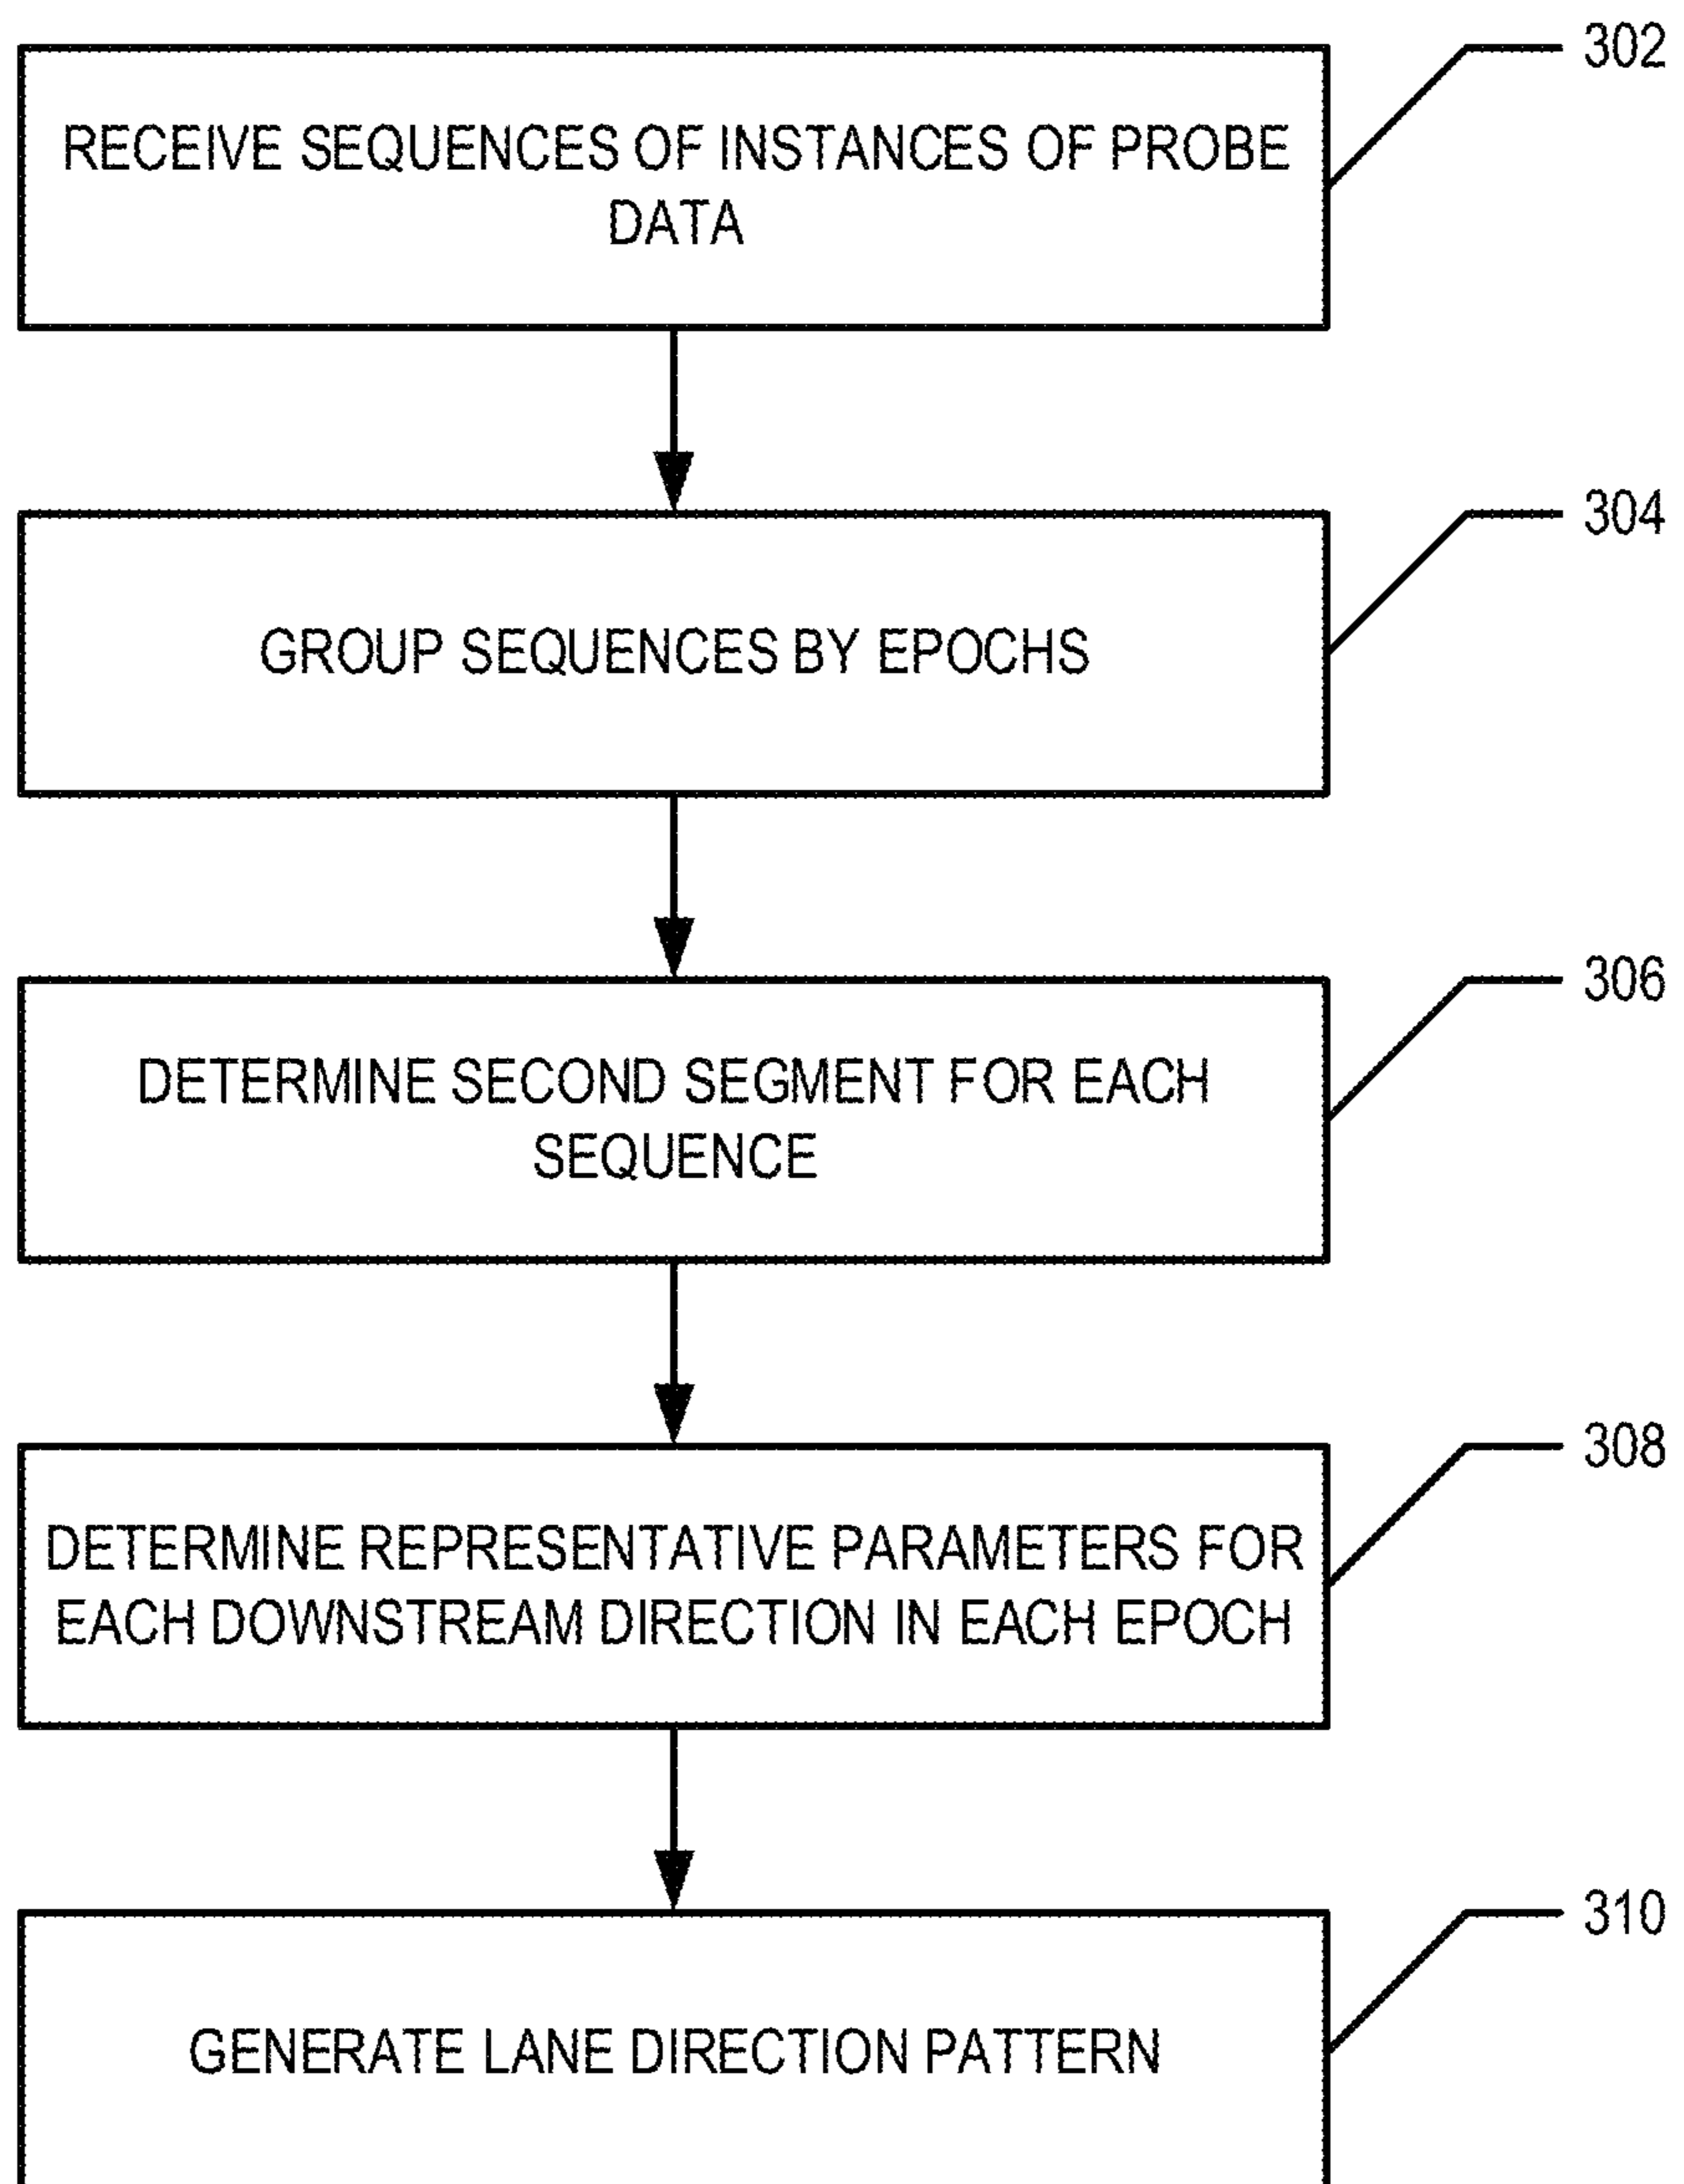 302
RECEIVE SEQUENCES OF INSTANCES OF PROBE
DATA
304
GROUP SEQUENCES BY EPOCHS
306
DETERMINE SECOND SEGMENT FOR EACH
SEQUENCE
308
DETERMINE REPRESENTATIVE PARAMETERS FOR
EACH DOWNSTREAM DIRECTION IN EACH EPOCH
310
GENERATE LANE DIRECTION PATTERN